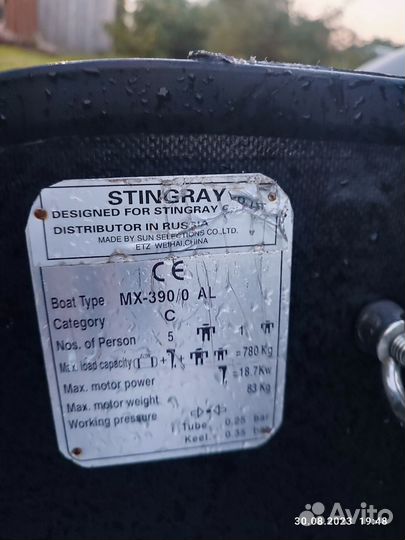 STINGRAY
DESIGNED FOR STINGRAY
DISTRIBUTOR IN RUSSIA
MADE BY SUN SELECTIONS CO.,LTD.
ETZ WEIHAI,CHINA
CE
Boat Type MX-390/0 AL
Category C
Nos. of Person 5 1
Max. load capacity ( ) + + =780 Kg
Max. motor power =18.7Kw
Max. motor weight 83 Kg
Working pressure
Tube 0.25 bar
Keel 0.35 bar
Avito
30.08.2023 19:48